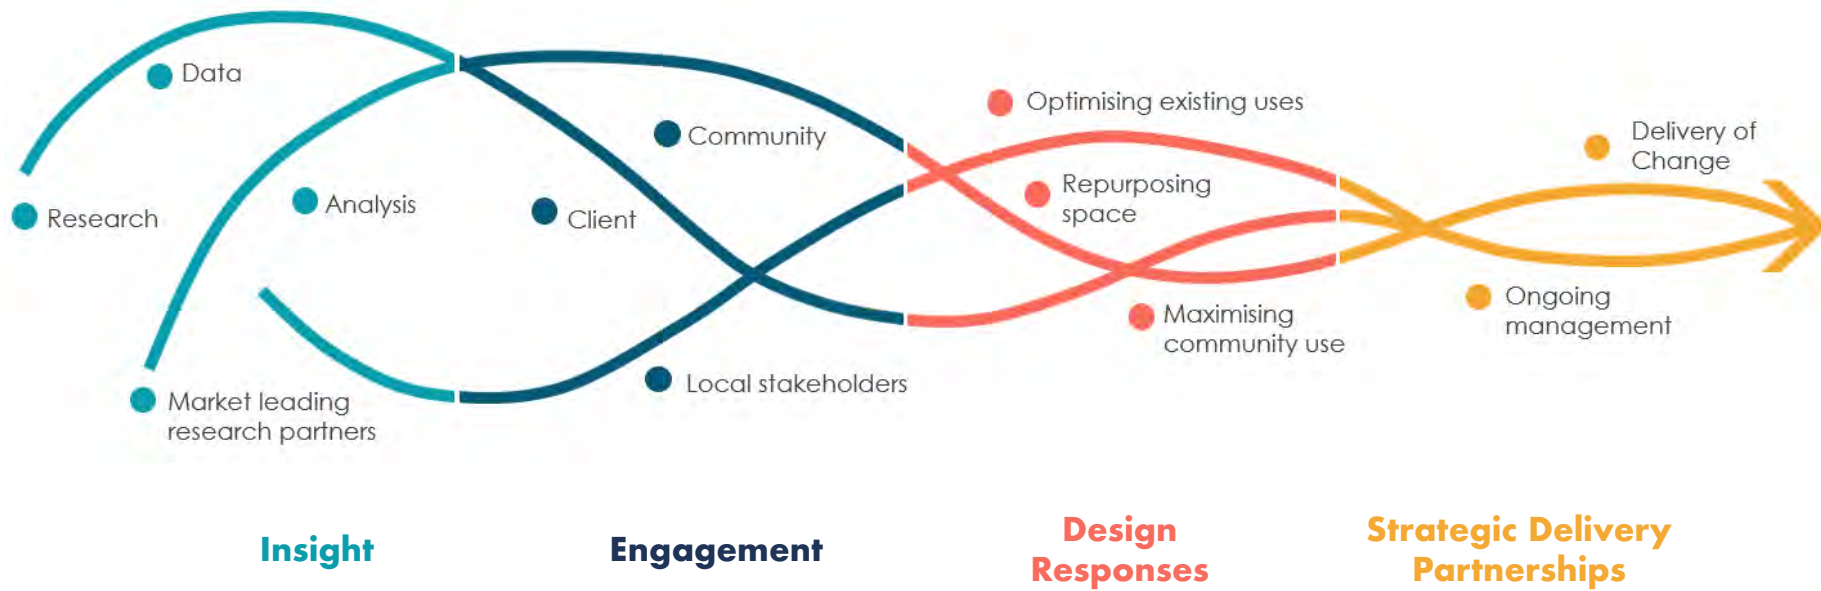 Data
Research
Analysis
Market leading
research partners
Community
Client
Local stakeholders
Optimising existing uses
Repurposing
space
Maximising
community use
Delivery of
Change
Ongoing
management
Insight
Engagement
Design
Responses
Strategic Delivery
Partnerships